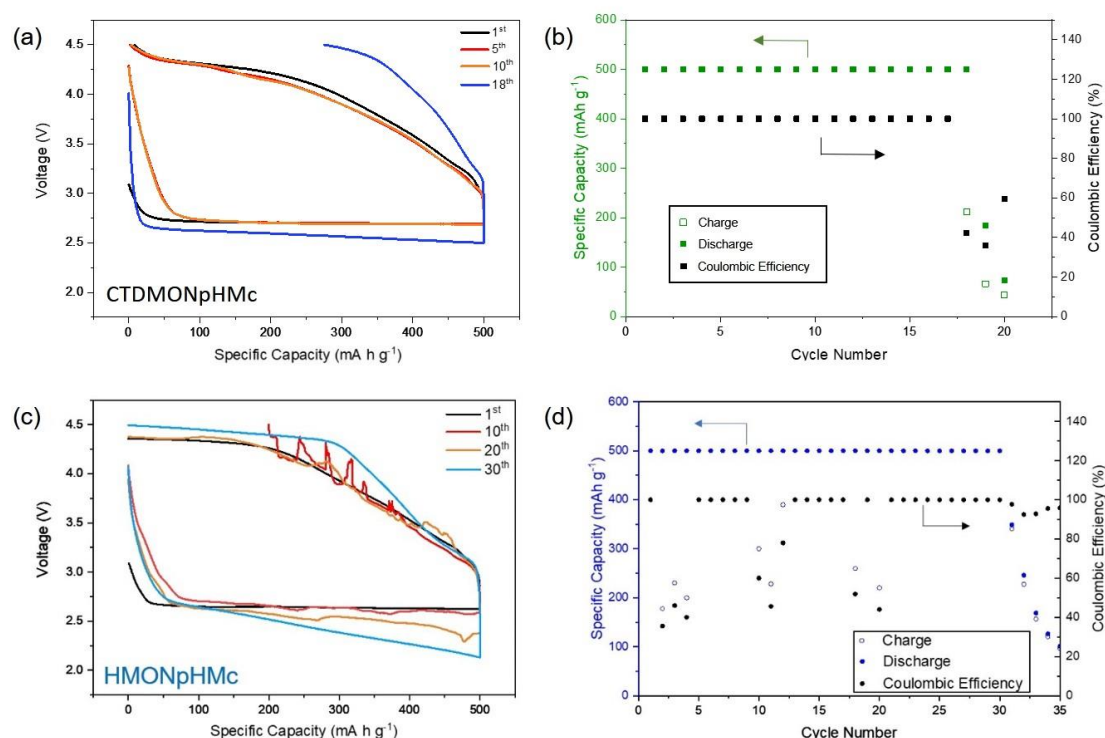 (a)
4.5
4.0
3.5
3.0
2.5
2.0
Voltage (V)
1st
5th
10th
18th
CTDMONpHMc
0 100 200 300 400 500
Specific Capacity (mA h g-1)
(b)
600
500
400
300
200
100
50
0
Specific Capacity (mAh g-1)
140
120
100
80
60
40
20
0
Coulombic Efficiency (%)
Charge
Discharge
Coulombic Efficiency
0 5 10 15 20
Cycle Number
(c)
4.5
4.0
3.5
3.0
2.5
2.0
Voltage (V)
1st
10th
20th
30th
HMONpHMc
0 100 200 300 400 500
Specific Capacity (mA h g-1)
(d)
600
500
400
300
200
100
0
Specific Capacity (mAh g-1)
140
120
100
80
60
40
20
0
Coulombic Efficiency (%)
Charge
Discharge
Coulombic Efficiency
0 5 10 15 20 25 30 35
Cycle Number